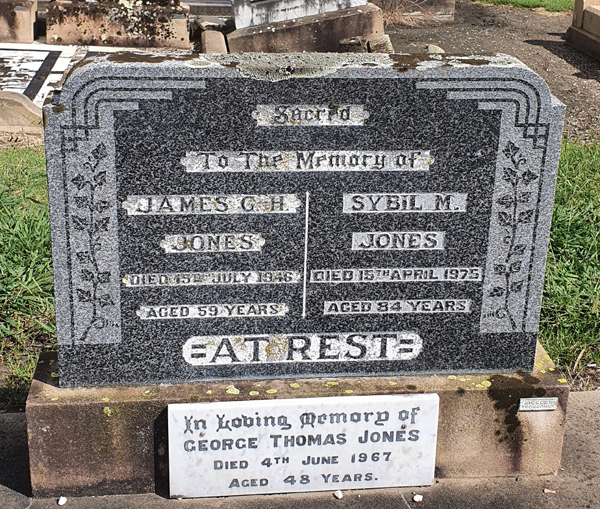 Sacred
To The Memory of
JAMES G. H. JONES
DIED 15TH JULY 1946
AGED 59 YEARS
SYBIL M. JONES
DIED 15TH APRIL 1975
AGED 84 YEARS
=AT REST=
In Loving Memory of
GEORGE THOMAS JONES
DIED 4TH JUNE 1967
AGED 48 YEARS.